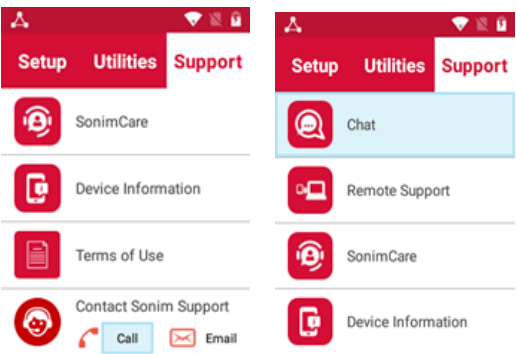 Setup Utilities Support
SonimCare
Device Information
Terms of Use
Contact Sonim Support
Call Email
Setup Utilities Support
Chat
Remote Support
SonimCare
Device Information